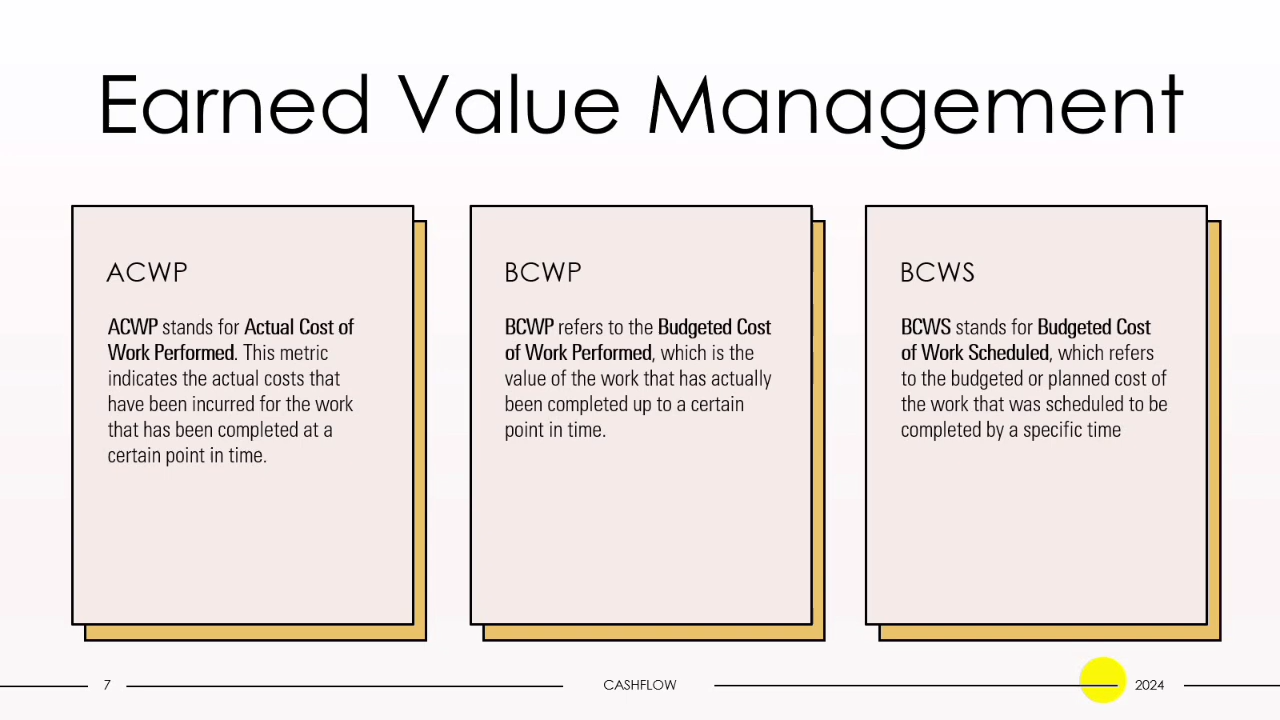 Earned Value Management
ACWP
ACWP stands for Actual Cost of
Work Performed. This metric
indicates the actual costs that
have been incurred for the work
that has been completed at a
certain point in time.
BCWP
BCWP refers to the Budgeted Cost
of Work Performed, which is the
value of the work that has actually
been completed up to a certain
point in time.
BCWS
BCWS stands for Budgeted Cost
of Work Scheduled, which refers
to the budgeted or planned cost of
the work that was scheduled to be
completed by a specific time
7
CASHFLOW
2024